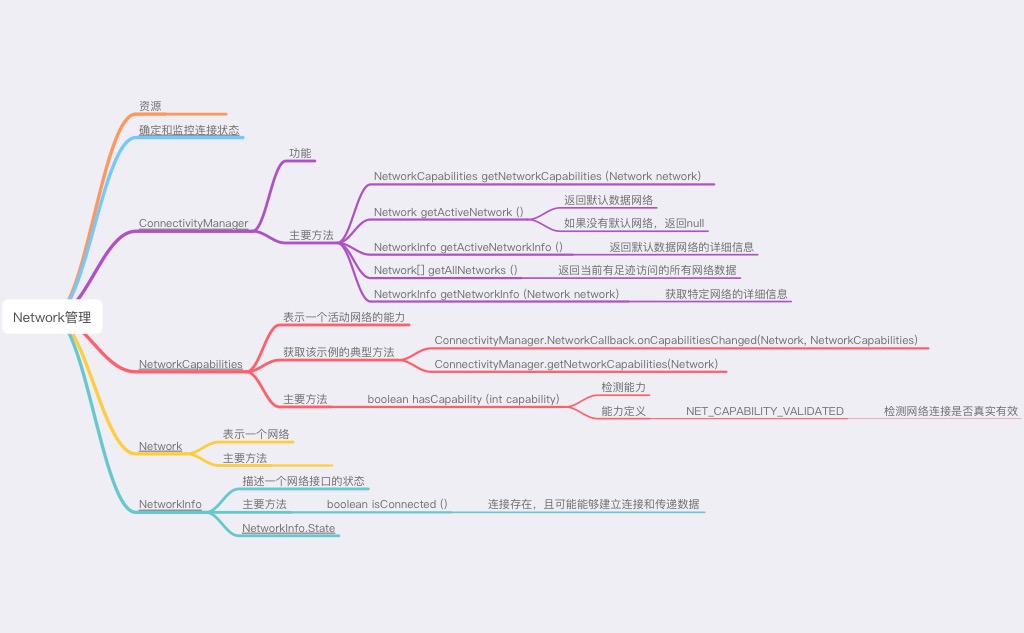 Network管理
资源
确定和监控连接状态
ConnectivityManager
功能
主要方法
NetworkCapabilities getNetworkCapabilities (Network network)
Network getActiveNetwork ()
返回默认数据网络
如果没有默认网络，返回null
NetworkInfo getActiveNetworkInfo ()
返回默认数据网络的详细信息
Network[] getAllNetworks ()
返回当前有足迹访问的所有网络数据
NetworkInfo getNetworkInfo (Network network)
获取特定网络的详细信息
NetworkCapabilities
表示一个活动网络的能力
获取该示例的典型方法
ConnectivityManager.NetworkCallback.onCapabilitiesChanged(Network, NetworkCapabilities)
ConnectivityManager.getNetworkCapabilities(Network)
主要方法
boolean hasCapability (int capability)
检测能力
能力定义
NET_CAPABILITY_VALIDATED
检测网络连接是否真实有效
Network
表示一个网络
主要方法
NetworkInfo
描述一个网络接口的状态
主要方法
boolean isConnected ()
连接存在，且可能能够建立连接和传递数据
NetworkInfo.State